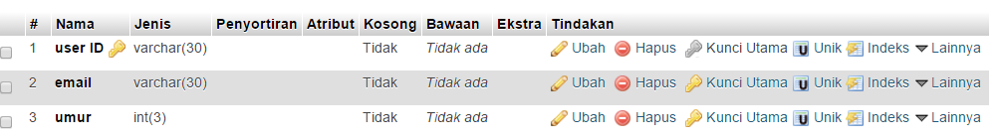 # Nama Jenis Penyortiran Atribut Kosong Bawaan Ekstra Tindakan
1 user ID varchar(30) Tidak Tidak ada Ubah Hapus Kunci Utama Unik Indeks Lainnya
2 email varchar(30) Tidak Tidak ada Ubah Hapus Kunci Utama Unik Indeks Lainnya
3 umur int(3) Tidak Tidak ada Ubah Hapus Kunci Utama Unik Indeks Lainnya